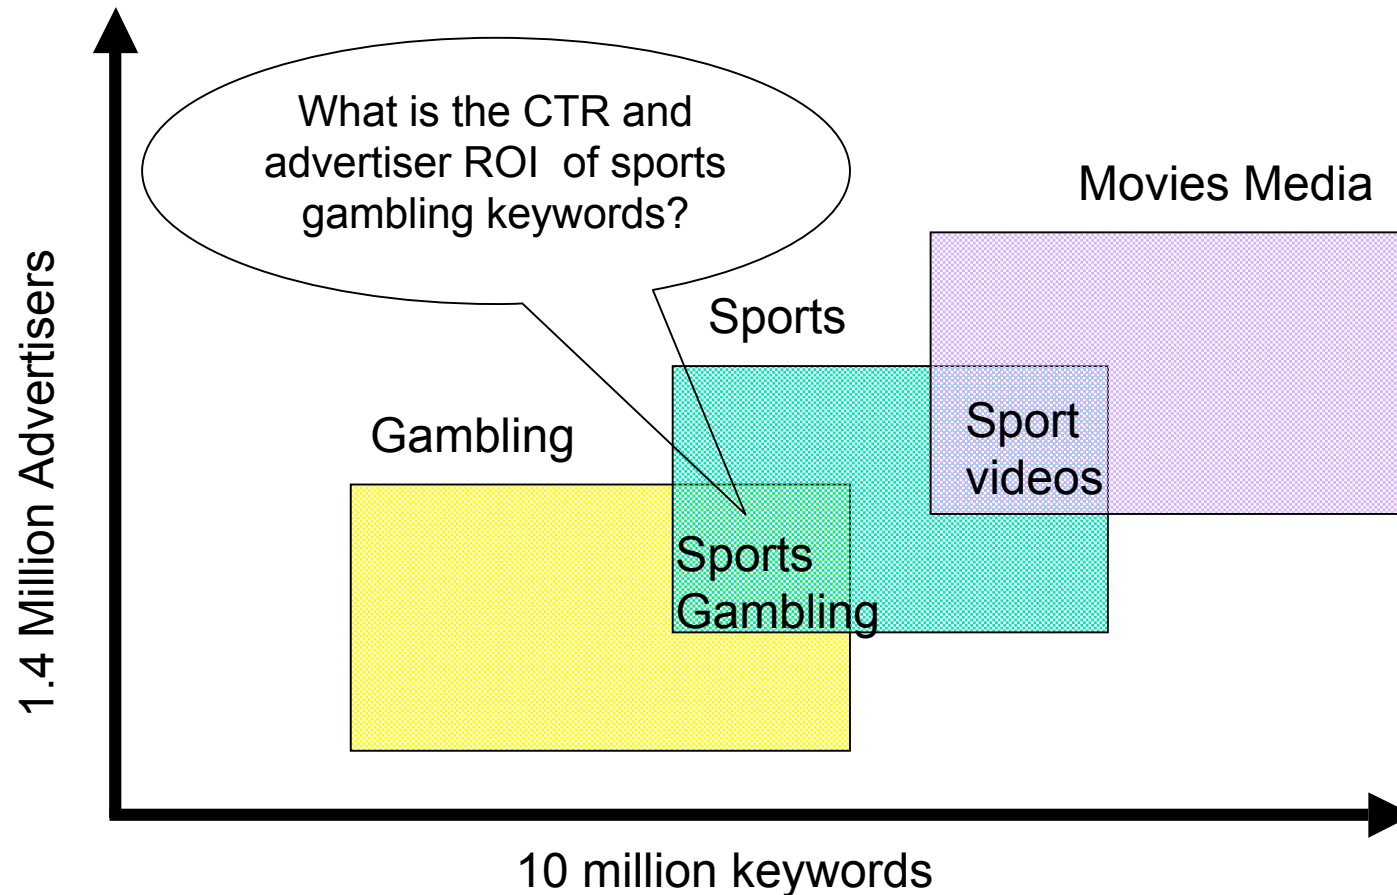 What is the CTR and
advertiser ROI of sports
gambling keywords?
Movies Media
Sports
Sport
videos
Gambling
Sports
Gambling
1.4 Million Advertisers
10 million keywords